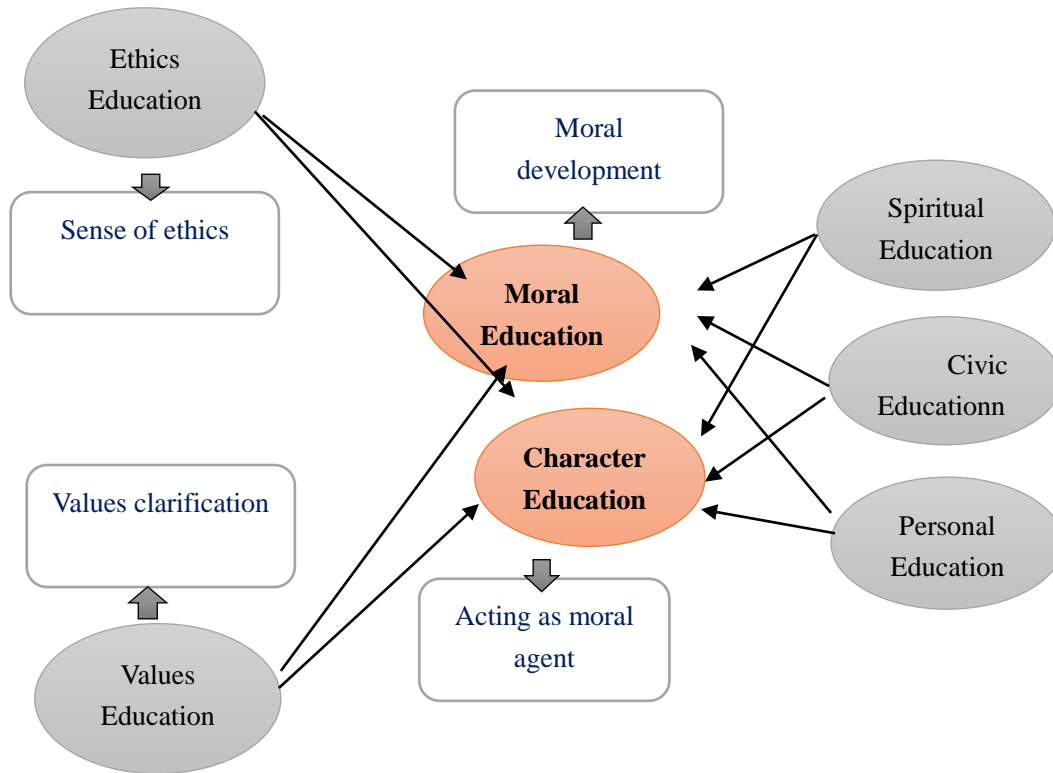 Ethics
Education
Sense of ethics
Moral
development
Moral
Education
Spiritual
Education
Civic
Educationn
Character
Education
Values clarification
Personal
Education
Acting as moral
agent
Values
Education